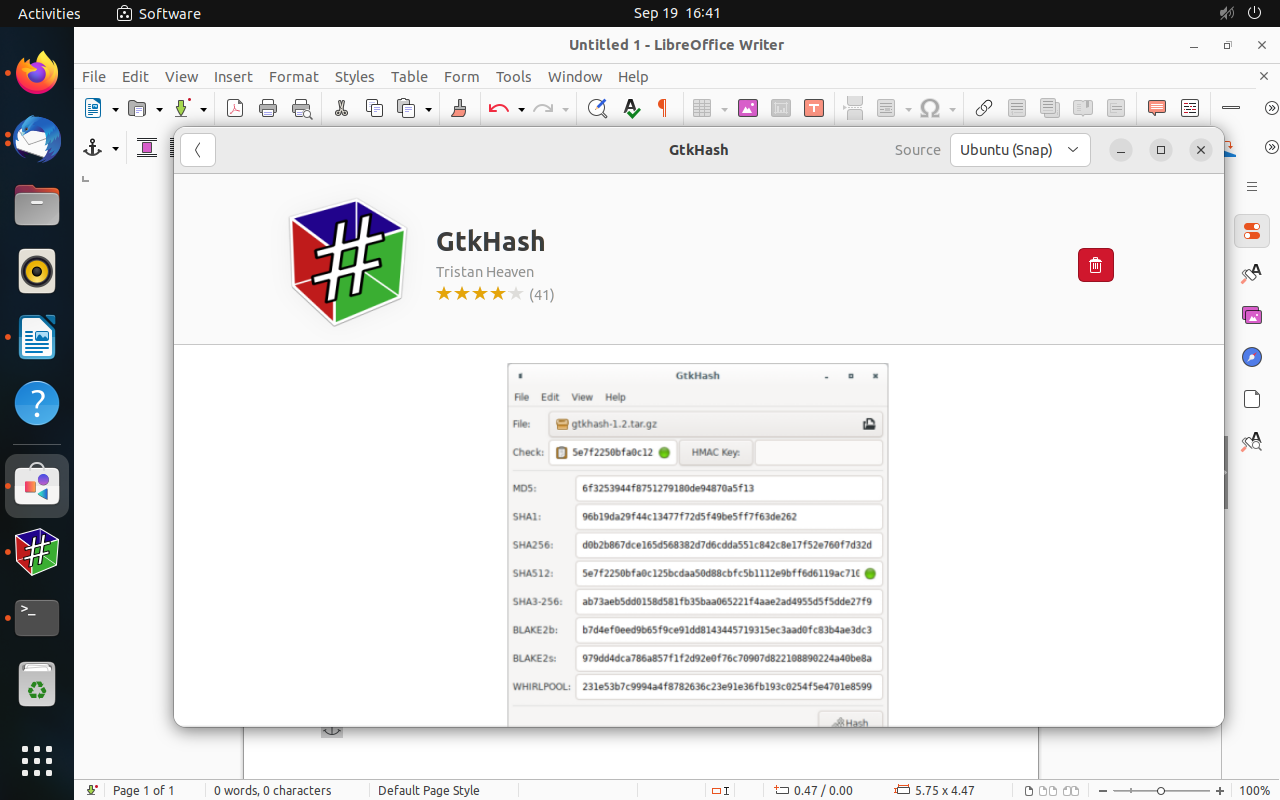 Activities
Software
Sep 19 16:41
Untitled 1 - LibreOffice Writer
File Edit View Insert Format Styles Table Form Tools Window Help
GtkHash
Source
Ubuntu (Snap)
GtkHash
Tristan Heaven
(41)
GtkHash
File Edit View Help
File: gtkhash-1.2.tar.gz
Check: 5e7f2250bfa0c12 HMAC Key:
MD5: 6f3253944f8751279180de94870a5f13
SHA1: 96b19da29f44c13477f72d5f49be5ff7f63de262
SHA256: d0b2b867dce165d568382d7d6cdda551c842c8e17f52e760f7d32d
SHA512: 5e7f2250bfa0c125bcdaa50d88cbfc5b1112e9bff6d6119ac710
SHA3-256: ab73aeb5dd0158d581fb35baa065221f4aae2ad4955d5f5dde27f9
BLAKE2b: b7d4ef0eed9b65f9ce91dd8143445719315ec3aad0fc83b4ae3dc3
BLAKE2s: 979dd4dca786a857f1f2d92e0f76c70907d822108890224a40be8a
WHIRLPOOL: 231e53b7c9994a4f8782636c23e91e36fb193c0254f5e4701e8599
Hash
Page 1 of 1
0 words, 0 characters
Default Page Style
0.47 / 0.00
5.75 x 4.47
100%